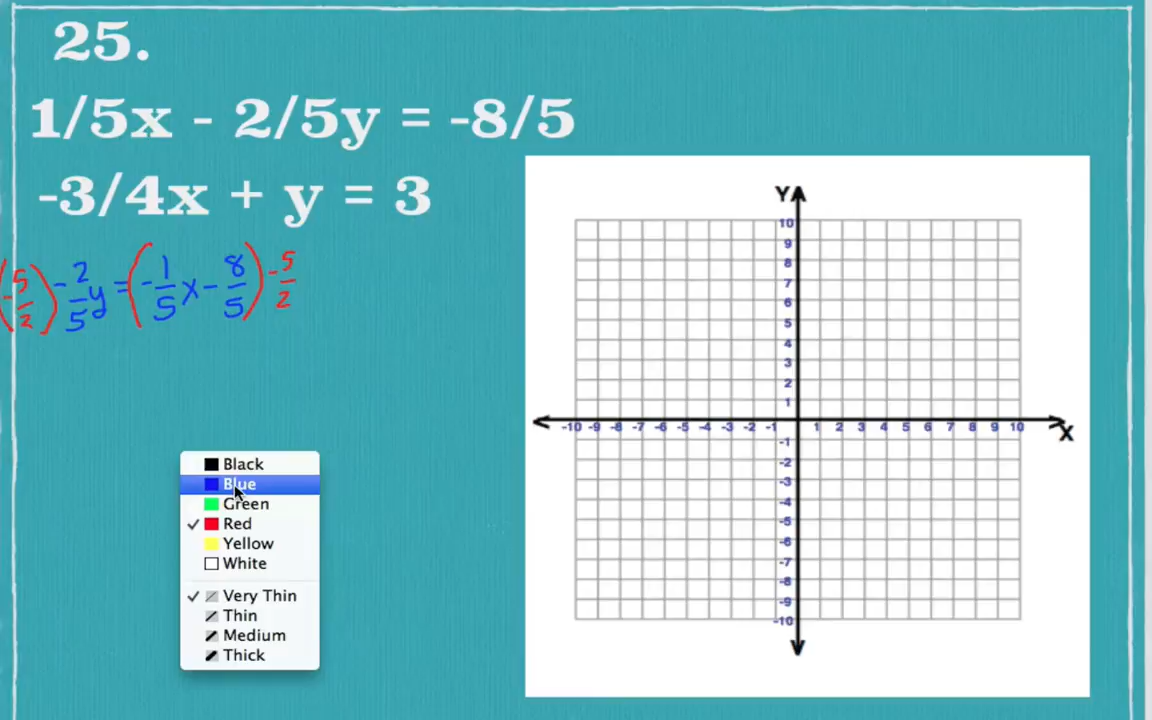 25.
1/5x - 2/5y = -8/5
-3/4x + y = 3
(-5/2) -2/5y = (-1/5x - 8/5) -5/2
Black
Blue
Green
Red
Yellow
White
Very Thin
Thin
Medium
Thick
Y
10
9
8
7
6
5
4
3
2
1
-10 -9 -8 -7 -6 -5 -4 -3 -2 -1 1 2 3 4 5 6 7 8 9 10
X
-1
-2
-3
-4
-5
-6
-7
-8
-9
-10